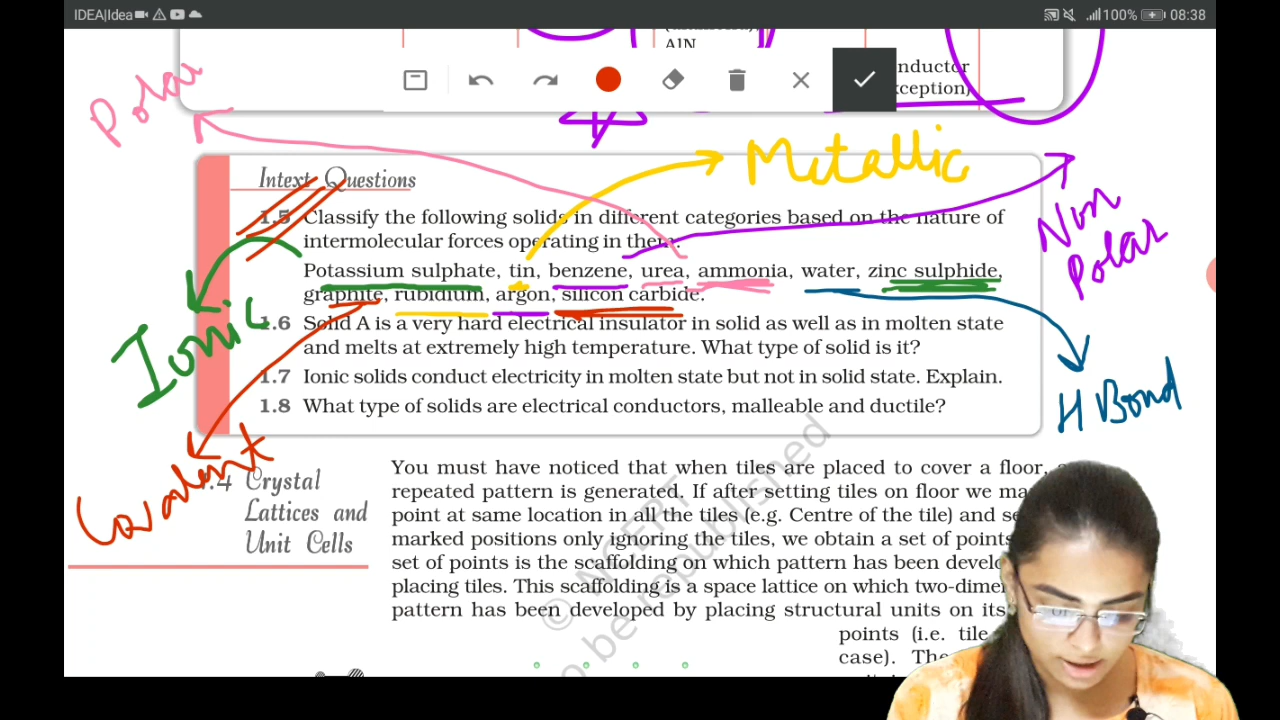 IDEA|Idea
100%
08:38
AlN
nductor
xception)
Polar
Metallic
Intext Questions
1.5 Classify the following solids in different categories based on the nature of
intermolecular forces operating in them.
Potassium sulphate, tin, benzene, urea, ammonia, water, zinc sulphide,
graphite, rubidium, argon, silicon carbide.
Non
Polar
Ionic
1.6 Solid A is a very hard electrical insulator in solid as well as in molten state
and melts at extremely high temperature. What type of solid is it?
1.7 Ionic solids conduct electricity in molten state but not in solid state. Explain.
1.8 What type of solids are electrical conductors, malleable and ductile?
H Bond
Covalent
1.4 Crystal
Lattices and
Unit Cells
You must have noticed that when tiles are placed to cover a floor, a
repeated pattern is generated. If after setting tiles on floor we ma
point at same location in all the tiles (e.g. Centre of the tile) and se
marked positions only ignoring the tiles, we obtain a set of points
set of points is the scaffolding on which pattern has been develo
placing tiles. This scaffolding is a space lattice on which two-dimen
pattern has been developed by placing structural units on its
points (i.e. tile
case). The
© NCERT
o be republished